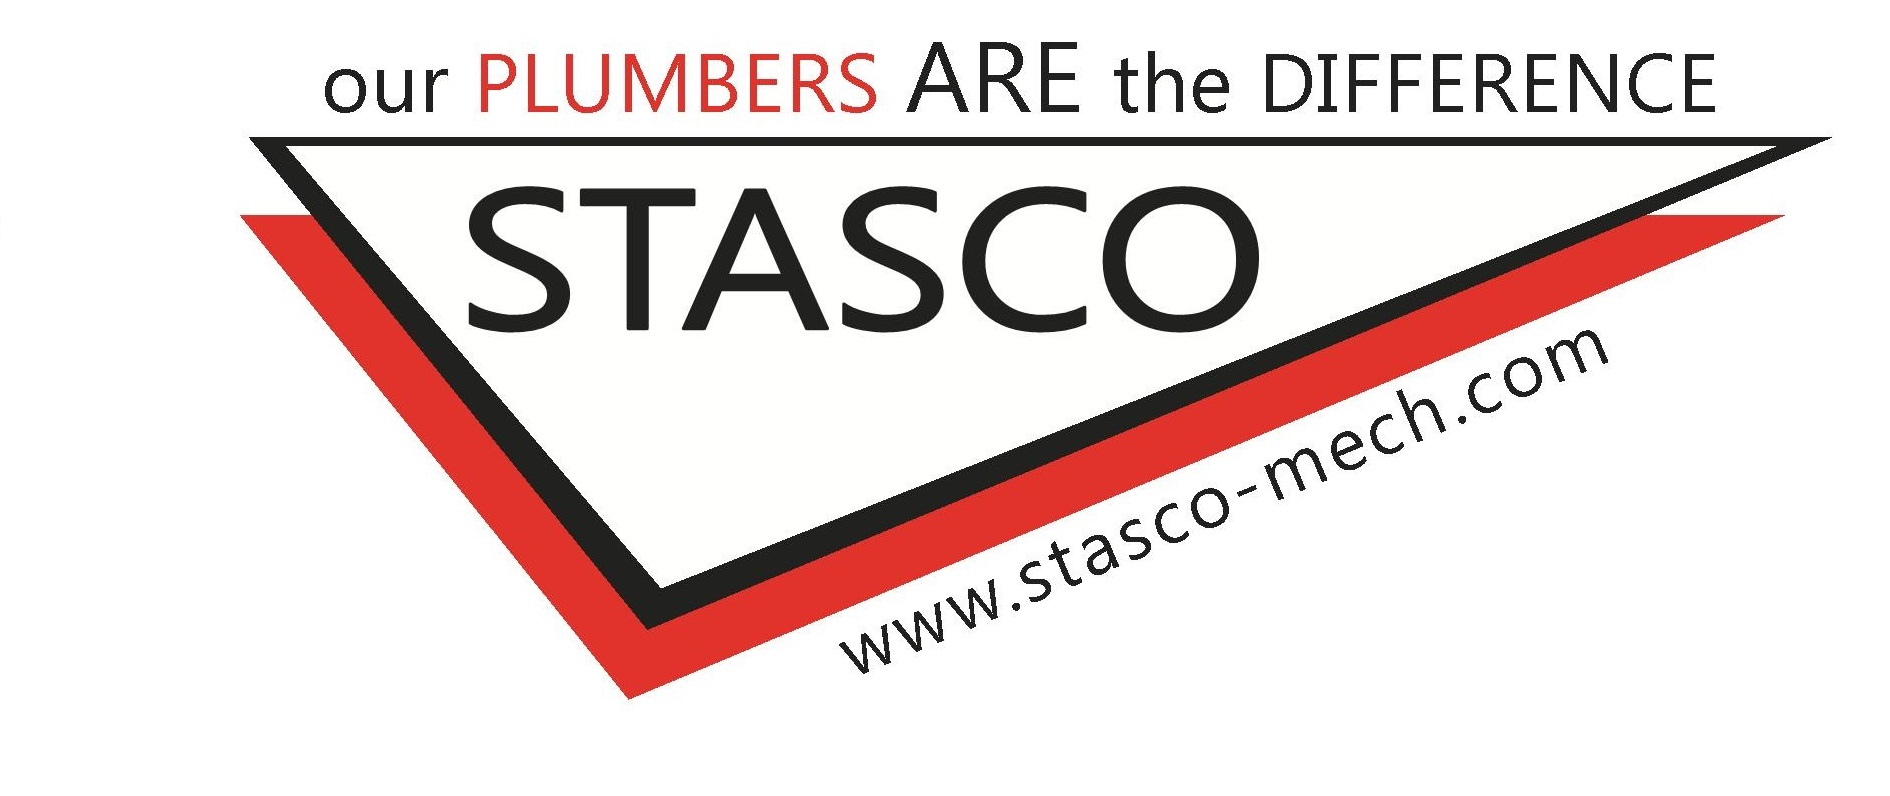 our PLUMBERS ARE the DIFFERENCE
STASCO
www.stasco-mech.com